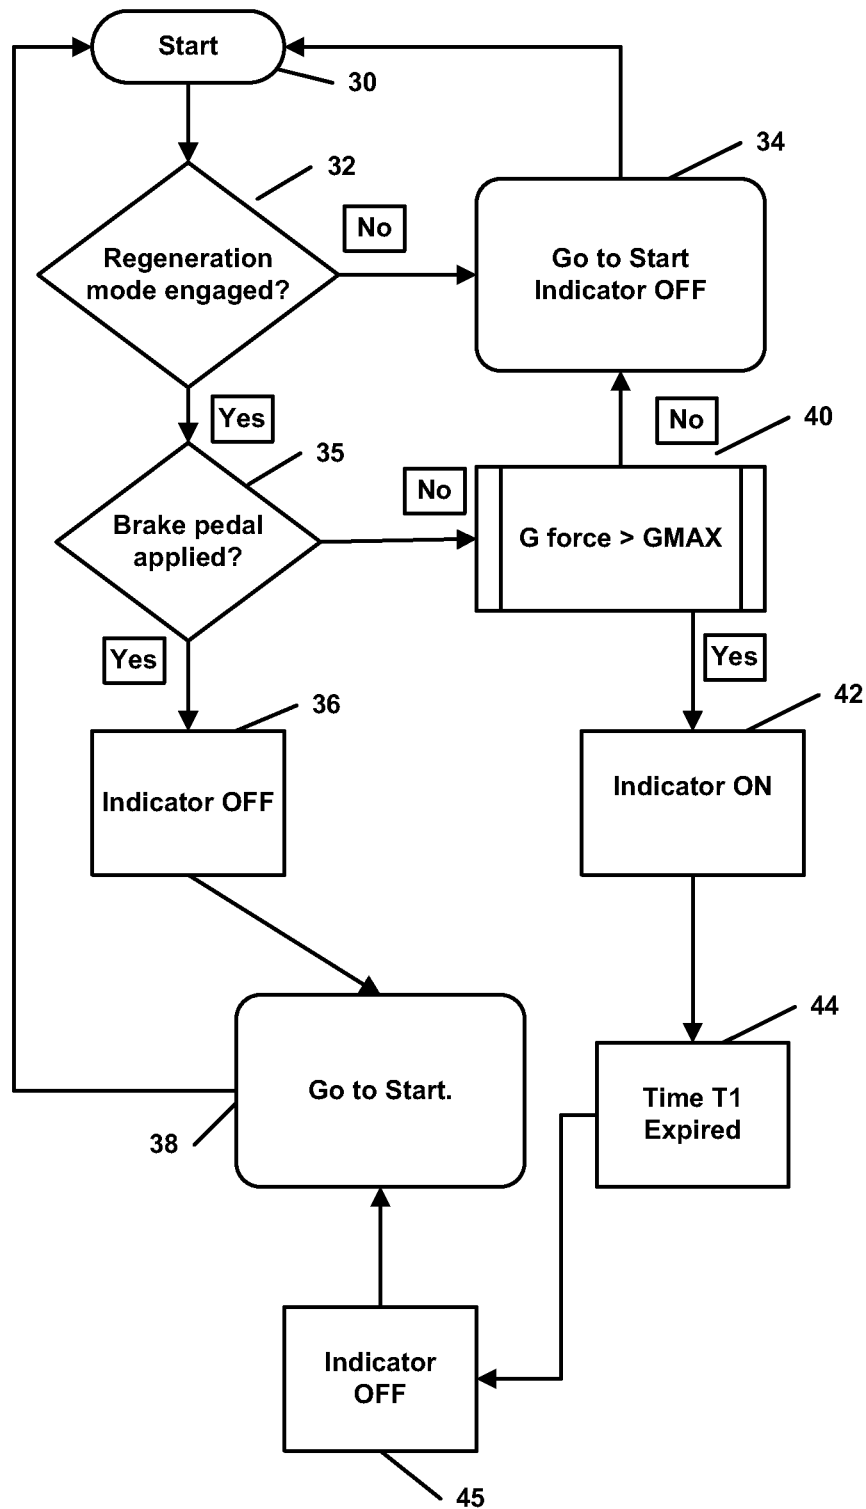 Start
30
32
34
Regeneration
mode engaged?
No
Go to Start
Indicator OFF
Yes
No
40
35
Brake pedal
applied?
No
G force > GMAX
Yes
Yes
36
42
Indicator OFF
Indicator ON
44
Go to Start.
38
Time T1
Expired
Indicator
OFF
45